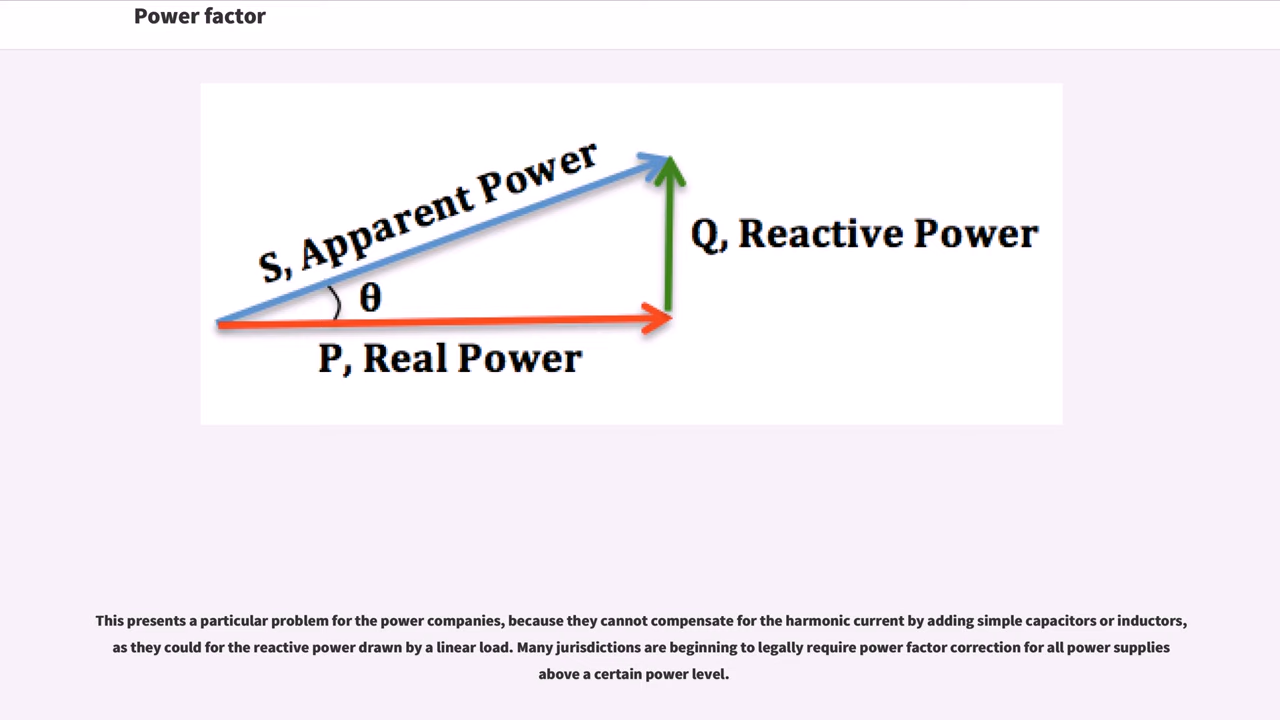 Power factor
S, Apparent Power
θ
Q, Reactive Power
P, Real Power
This presents a particular problem for the power companies, because they cannot compensate for the harmonic current by adding simple capacitors or inductors,
as they could for the reactive power drawn by a linear load. Many jurisdictions are beginning to legally require power factor correction for all power supplies
above a certain power level.